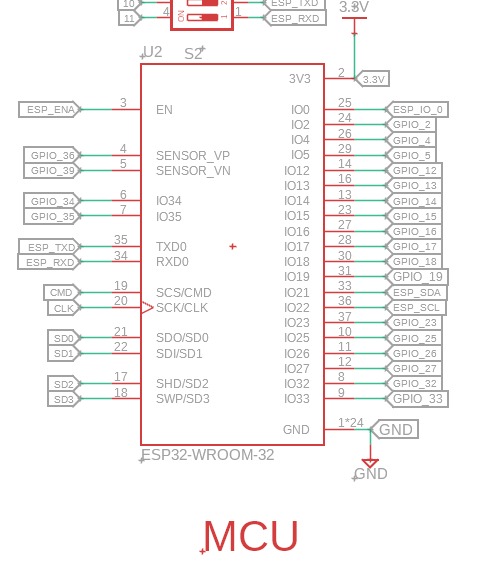 10 ESP_TXD 3.3V
11 4 ON 2 1 1 ESP_RXD
U2 S2
3V3 2 3.3V
ESP_ENA 3 EN IO0 25 ESP_IO_0
IO2 24 GPIO_2
IO4 26 GPIO_4
GPIO_36 4 SENSOR_VP IO5 29 GPIO_5
GPIO_39 5 SENSOR_VN IO12 14 GPIO_12
IO13 16 GPIO_13
GPIO_34 6 IO34 IO14 13 GPIO_14
GPIO_35 7 IO35 IO15 23 GPIO_15
IO16 27 GPIO_16
ESP_TXD 35 TXD0 IO17 28 GPIO_17
ESP_RXD 34 RXD0 IO18 30 GPIO_18
IO19 31 GPIO_19
CMD 19 SCS/CMD IO21 33 ESP_SDA
CLK 20 SCK/CLK IO22 36 ESP_SCL
IO23 37 GPIO_23
SD0 21 SDO/SD0 IO25 10 GPIO_25
SD1 22 SDI/SD1 IO26 11 GPIO_26
IO27 12 GPIO_27
SD2 17 SHD/SD2 IO32 8 GPIO_32
SD3 18 SWP/SD3 IO33 9 GPIO_33
GND 1*24 GND
ESP32-WROOM-32
GND
MCU